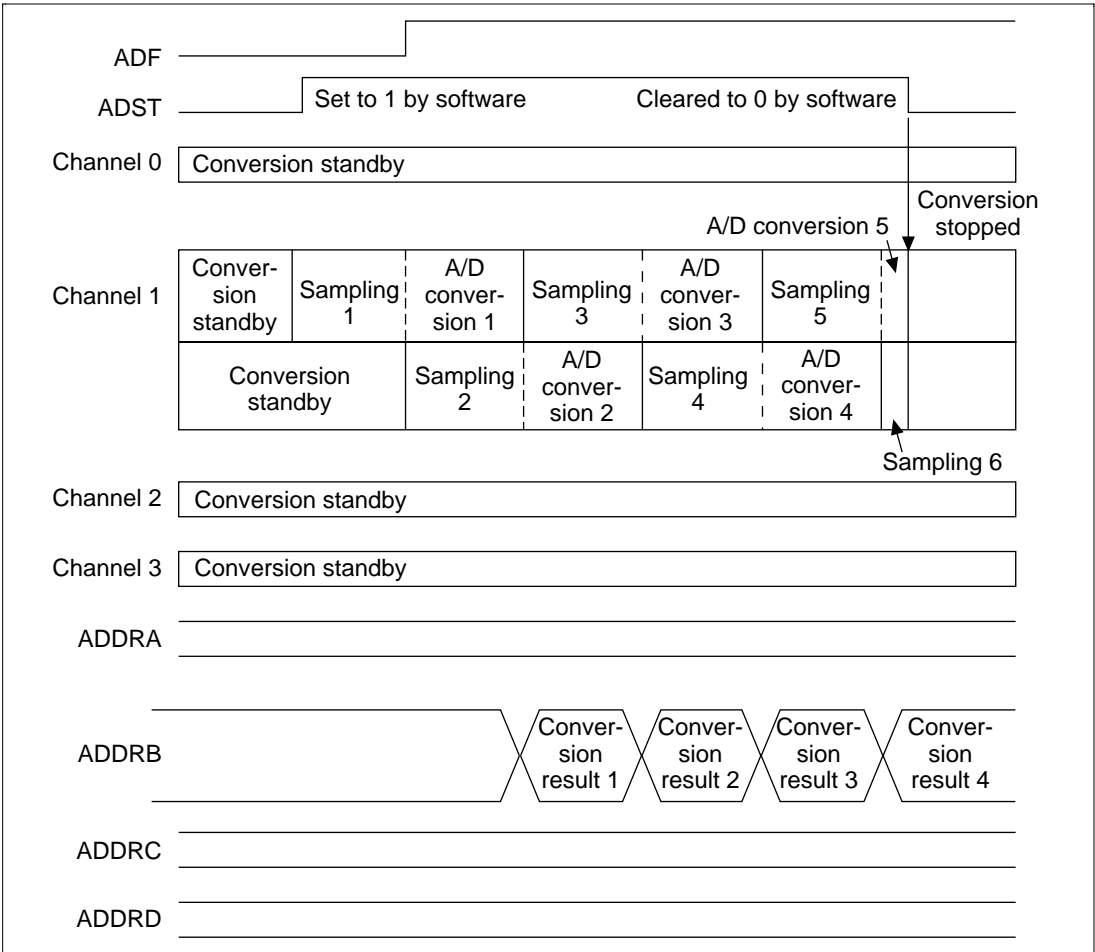 ADF
ADST
Set to 1 by software
Cleared to 0 by software
Channel 0
Conversion standby
Conversion
stopped
A/D conversion 5
Channel 1
Conver-
sion
standby
Sampling
1
A/D
conver-
sion 1
Sampling
3
A/D
conver-
sion 3
Sampling
5
Conversion
standby
Sampling
2
A/D
conver-
sion 2
Sampling
4
A/D
conver-
sion 4
Sampling 6
Channel 2
Conversion standby
Channel 3
Conversion standby
ADDRA
ADDRB
Conver-
sion
result 1
Conver-
sion
result 2
Conver-
sion
result 3
Conver-
sion
result 4
ADDRC
ADDRD